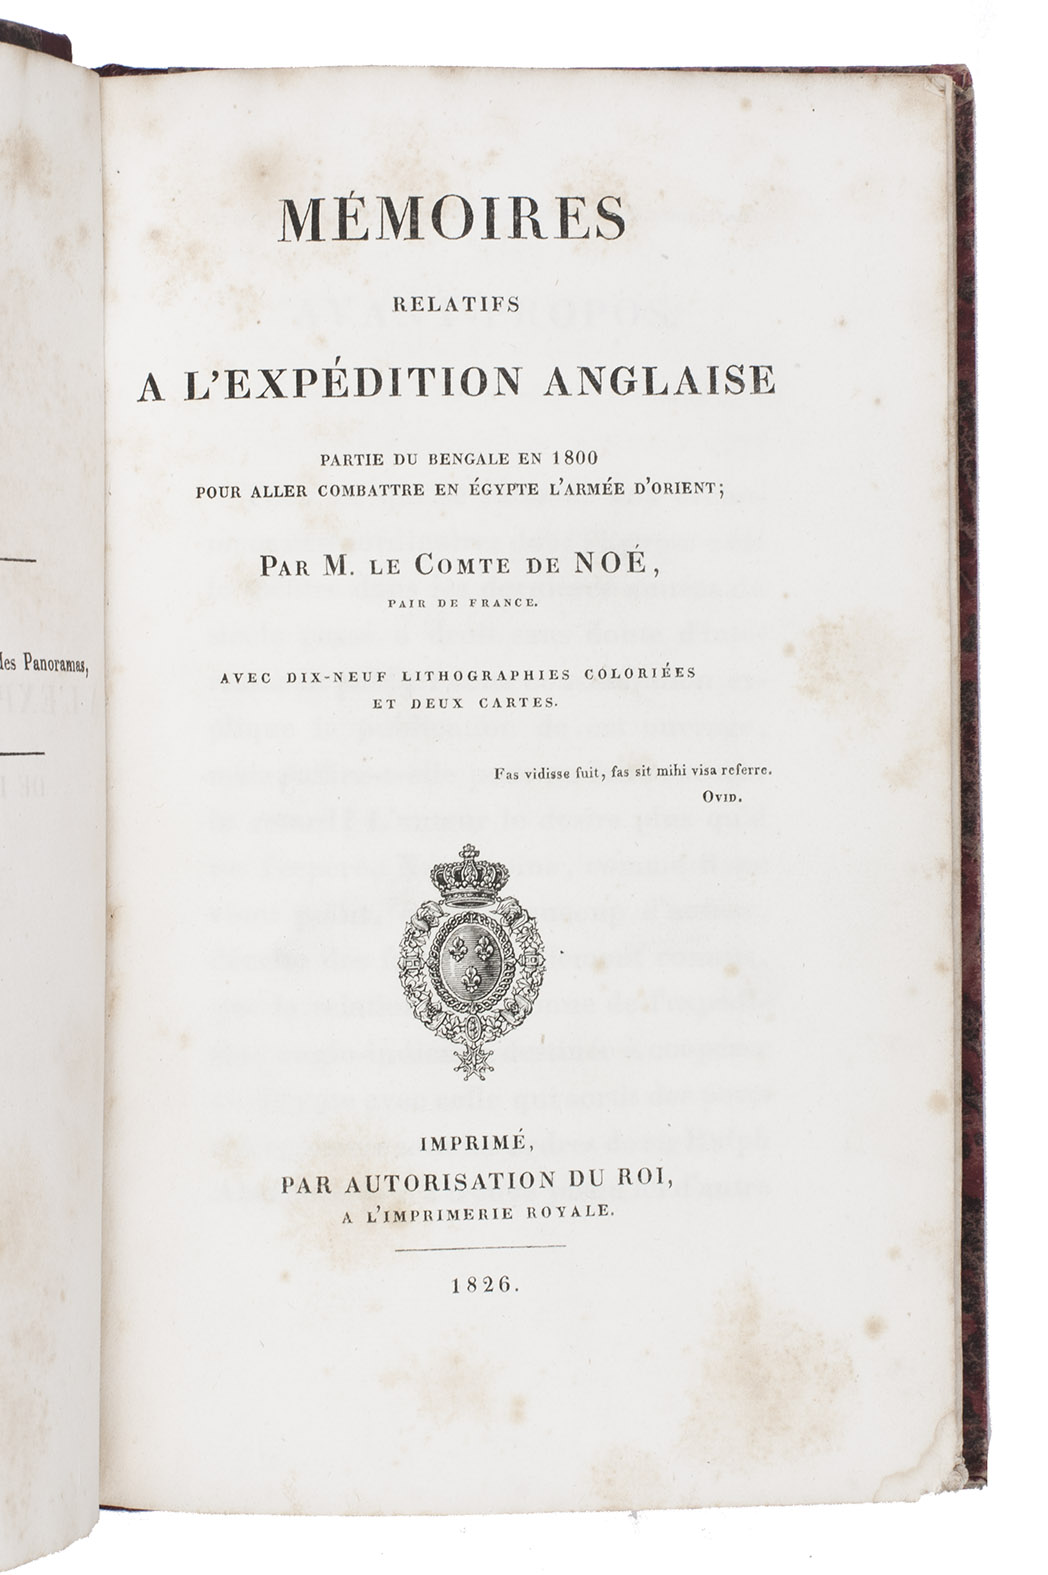 des Panoramas,
MÉMOIRES
RELATIFS
A L'EXPÉDITION ANGLAISE
PARTIE DU BENGALE EN 1800
POUR ALLER COMBATTRE EN ÉGYPTE L'ARMÉE D'ORIENT;
PAR M. LE COMTE DE NOÉ,
PAIR DE FRANCE.
AVEC DIX-NEUF LITHOGRAPHIES COLORIÉES
ET DEUX CARTES.
Fas vidisse fuit, fas sit mihi visa referre.
OVID.
IMPRIMÉ,
PAR AUTORISATION DU ROI,
A L'IMPRIMERIE ROYALE.
1826.